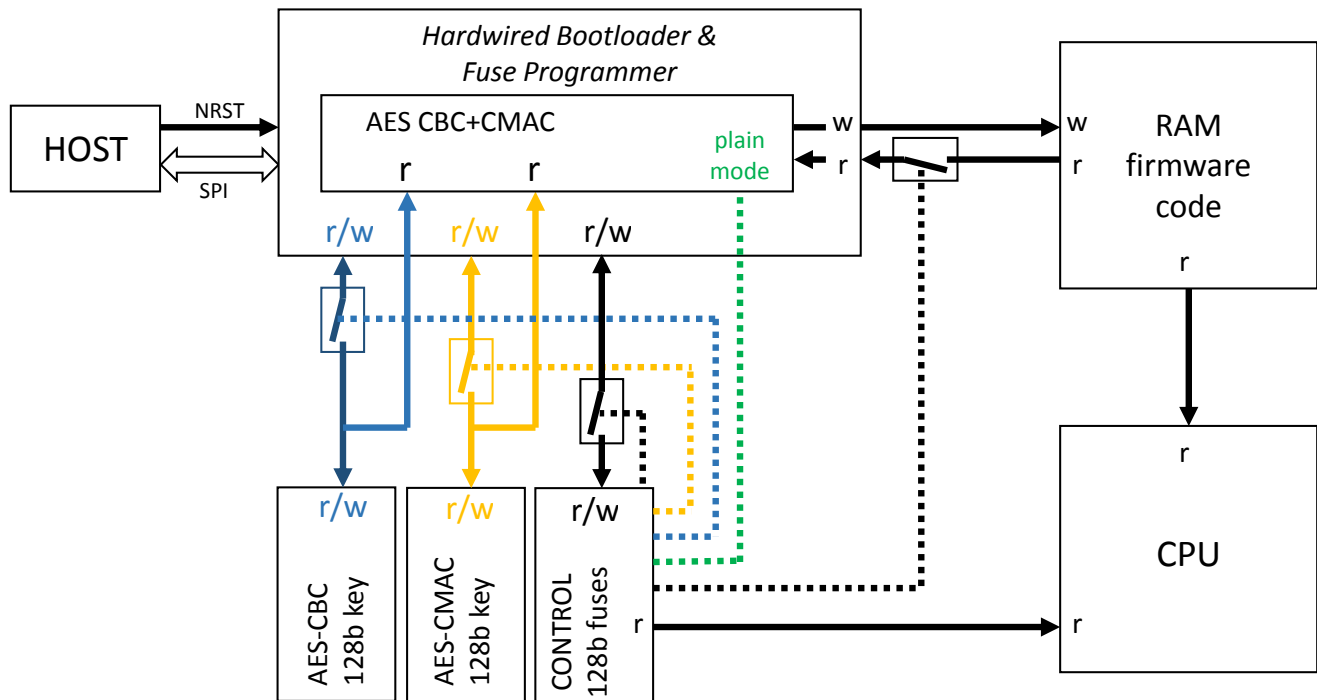 Hardwired Bootloader &
Fuse Programmer
HOST
NRST
SPI
AES CBC+CMAC
plain
mode
r
r
w
r
w
r
RAM
firmware
code
r
r/w
r/w
r/w
r/w
r/w
r/w
AES-CBC
128b key
AES-CMAC
128b key
CONTROL
128b fuses
r
r
CPU
r